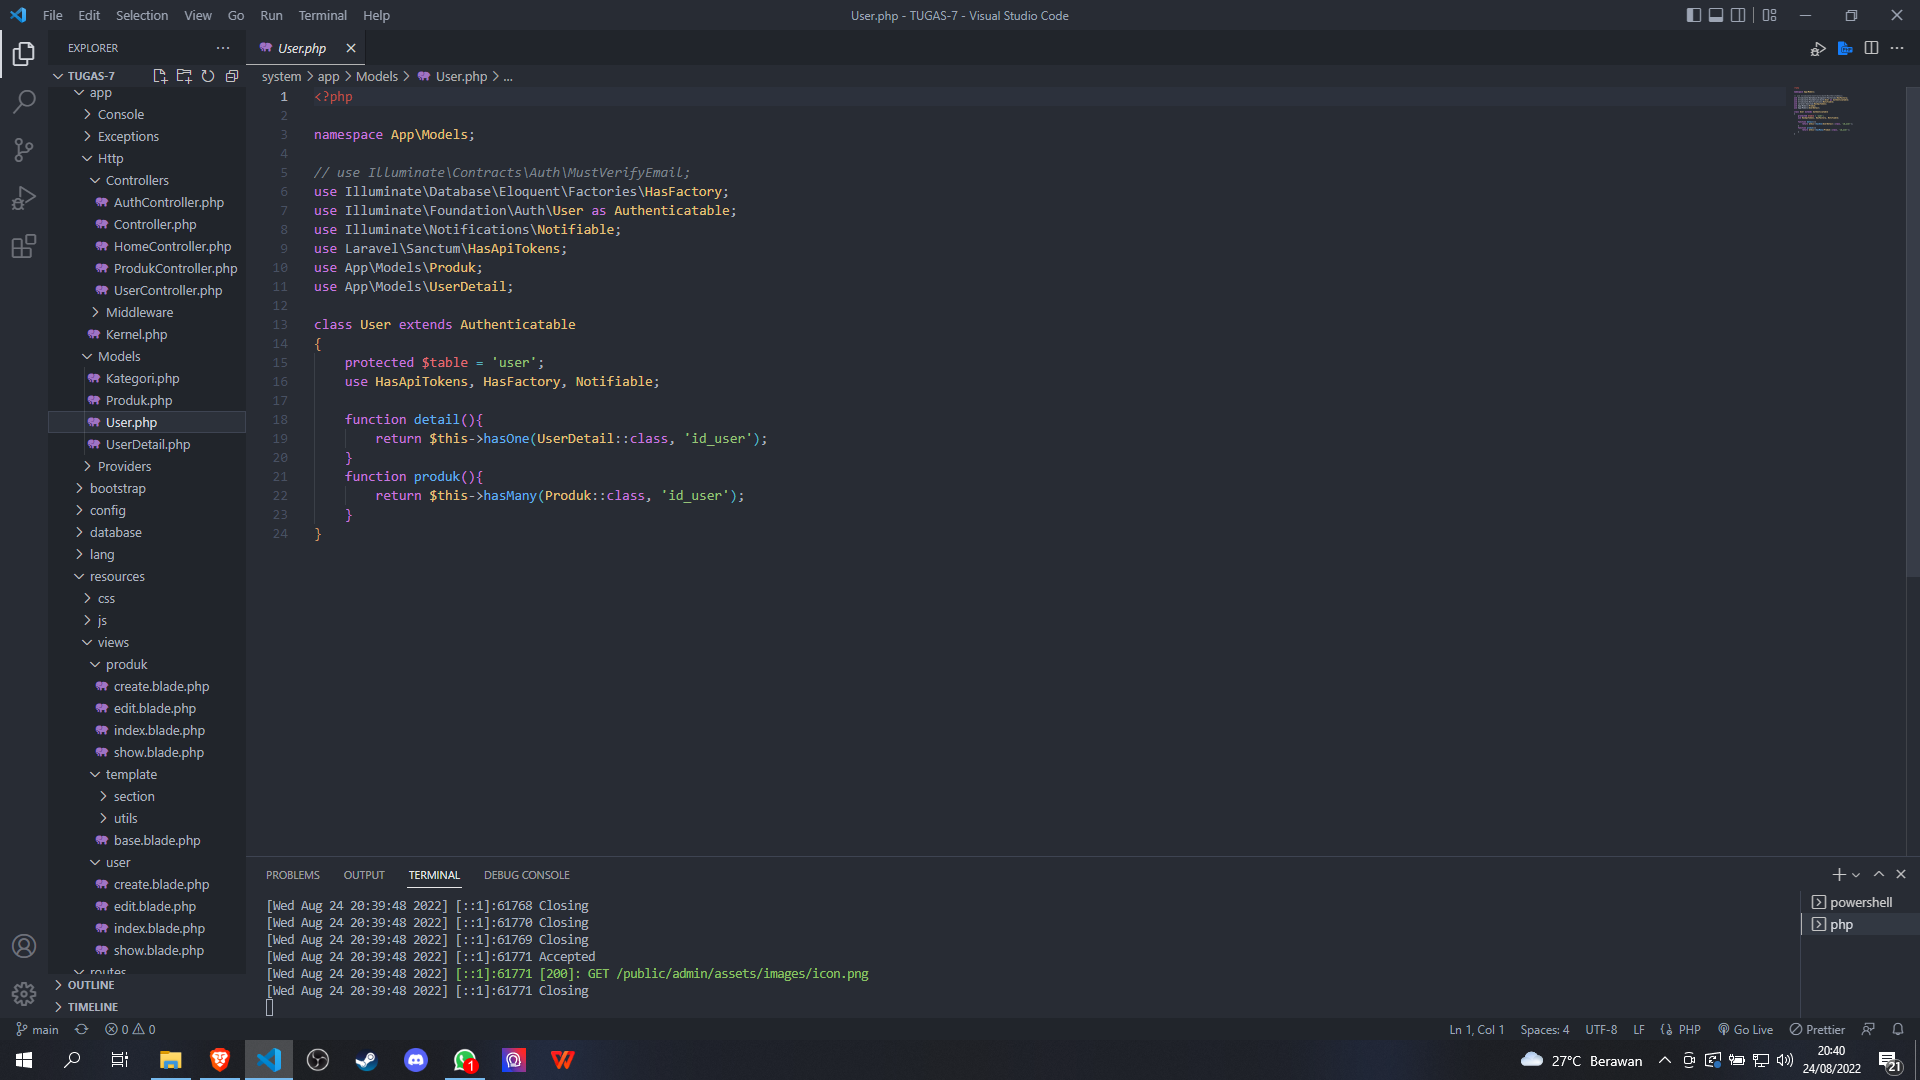 File Edit Selection View Go Run Terminal Help
User.php - TUGAS-7 - Visual Studio Code
EXPLORER
TUGAS-7
app
Console
Exceptions
Http
Controllers
AuthController.php
Controller.php
HomeController.php
ProdukController.php
UserController.php
Middleware
Kernel.php
Models
Kategori.php
Produk.php
User.php
UserDetail.php
Providers
bootstrap
config
database
lang
resources
css
js
views
produk
create.blade.php
edit.blade.php
index.blade.php
show.blade.php
template
section
utils
base.blade.php
user
create.blade.php
edit.blade.php
index.blade.php
show.blade.php
routes
OUTLINE
TIMELINE
User.php
system > app > Models > User.php > ...
1 <?php
2
3 namespace App\Models;
4
5 // use Illuminate\Contracts\Auth\MustVerifyEmail;
6 use Illuminate\Database\Eloquent\Factories\HasFactory;
7 use Illuminate\Foundation\Auth\User as Authenticatable;
8 use Illuminate\Notifications\Notifiable;
9 use Laravel\Sanctum\HasApiTokens;
10 use App\Models\Produk;
11 use App\Models\UserDetail;
12
13 class User extends Authenticatable
14 {
15     protected $table = 'user';
16     use HasApiTokens, HasFactory, Notifiable;
17
18     function detail(){
19         return $this->hasOne(UserDetail::class, 'id_user');
20     }
21     function produk(){
22         return $this->hasMany(Produk::class, 'id_user');
23     }
24 }
PROBLEMS OUTPUT TERMINAL DEBUG CONSOLE
[Wed Aug 24 20:39:48 2022] [::1]:61768 Closing
[Wed Aug 24 20:39:48 2022] [::1]:61770 Closing
[Wed Aug 24 20:39:48 2022] [::1]:61769 Closing
[Wed Aug 24 20:39:48 2022] [::1]:61771 Accepted
[Wed Aug 24 20:39:48 2022] [::1]:61771 [200]: GET /public/admin/assets/images/icon.png
[Wed Aug 24 20:39:48 2022] [::1]:61771 Closing
powershell
php
main 0 0
Ln 1, Col 1 Spaces: 4 UTF-8 LF PHP Go Live Prettier
1
27°C Berawan
20:40
24/08/2022
21